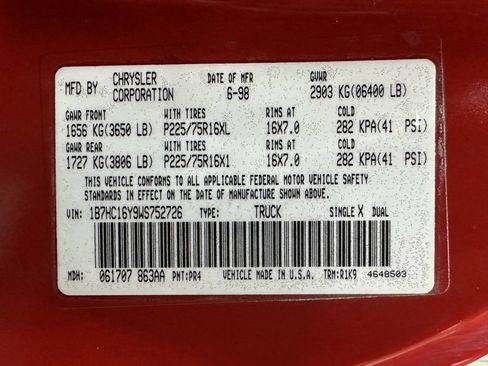 MFD BY CHRYSLER CORPORATION DATE OF MFR 6-98 GVWR 2903 KG(06400 LB)
GAWR FRONT WITH TIRES RIMS AT COLD
1656 KG(3650 LB) P225/75R16XL 16X7.0 282 KPA(41 PSI)
GAWR REAR WITH TIRES RIMS AT COLD
1727 KG(3806 LB) P225/75R16X1 16X7.0 282 KPA(41 PSI)
THIS VEHICLE CONFORMS TO ALL APPLICABLE FEDERAL MOTOR VEHICLE SAFETY
STANDARDS IN EFFECT ON THE DATE OF MANUFACTURE SHOWN ABOVE.
VIN: 1B7HC16Y9WS752726 TYPE: TRUCK SINGLE X DUAL
MDH: 061707 863AA PNT:PR4 VEHICLE MADE IN U.S.A. TRM:R1K9 4648503